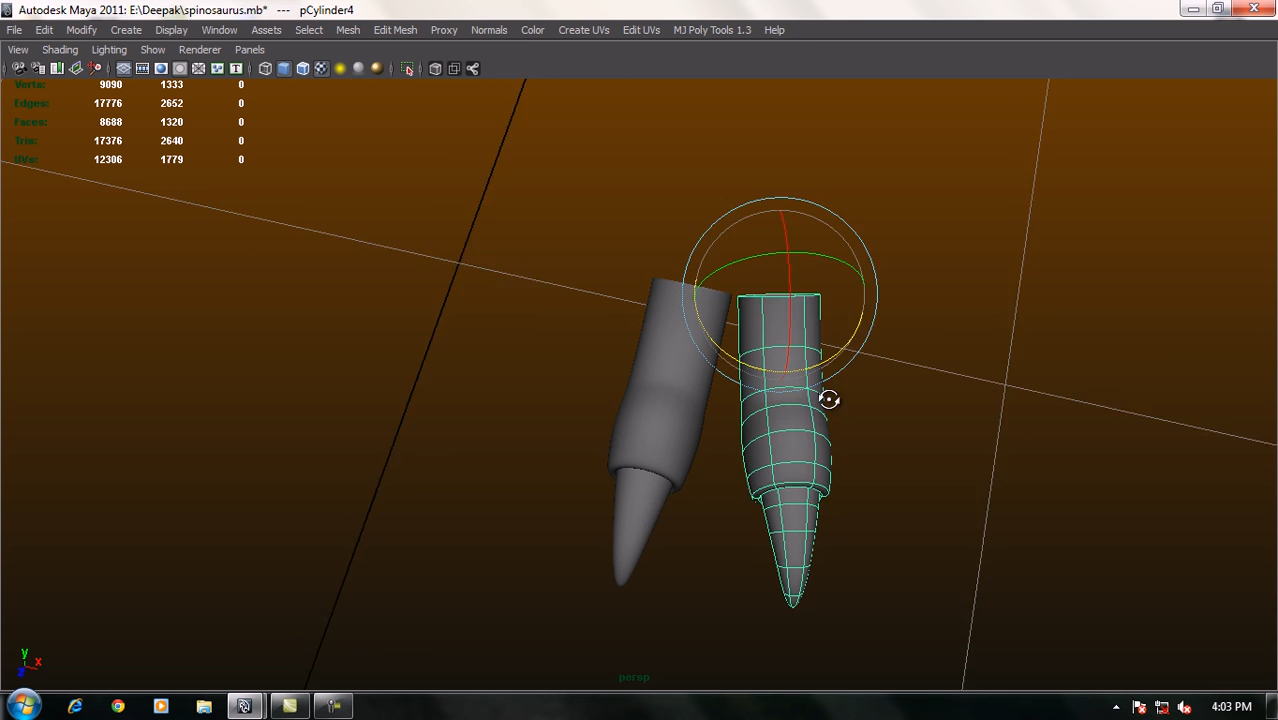 Autodesk Maya 2011: E:\Deepak\spinosaurus.mb* --- pCylinder4
File Edit Modify Create Display Window Assets Select Mesh Edit Mesh Proxy Normals Color Create UVs Edit UVs MJ Poly Tools 1.3 Help
View Shading Lighting Show Renderer Panels
Verts: 9090 1333 0
Edges: 17776 2652 0
Faces: 8688 1320 0
Tris: 17376 2640 0
UVs: 12306 1779 0
y
x
z
persp
4:03 PM